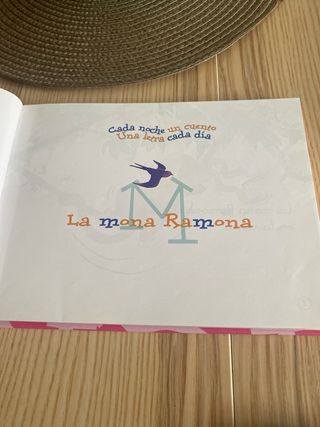 Cada noche un cuento
Una letra cada día
M
La mona Ramona